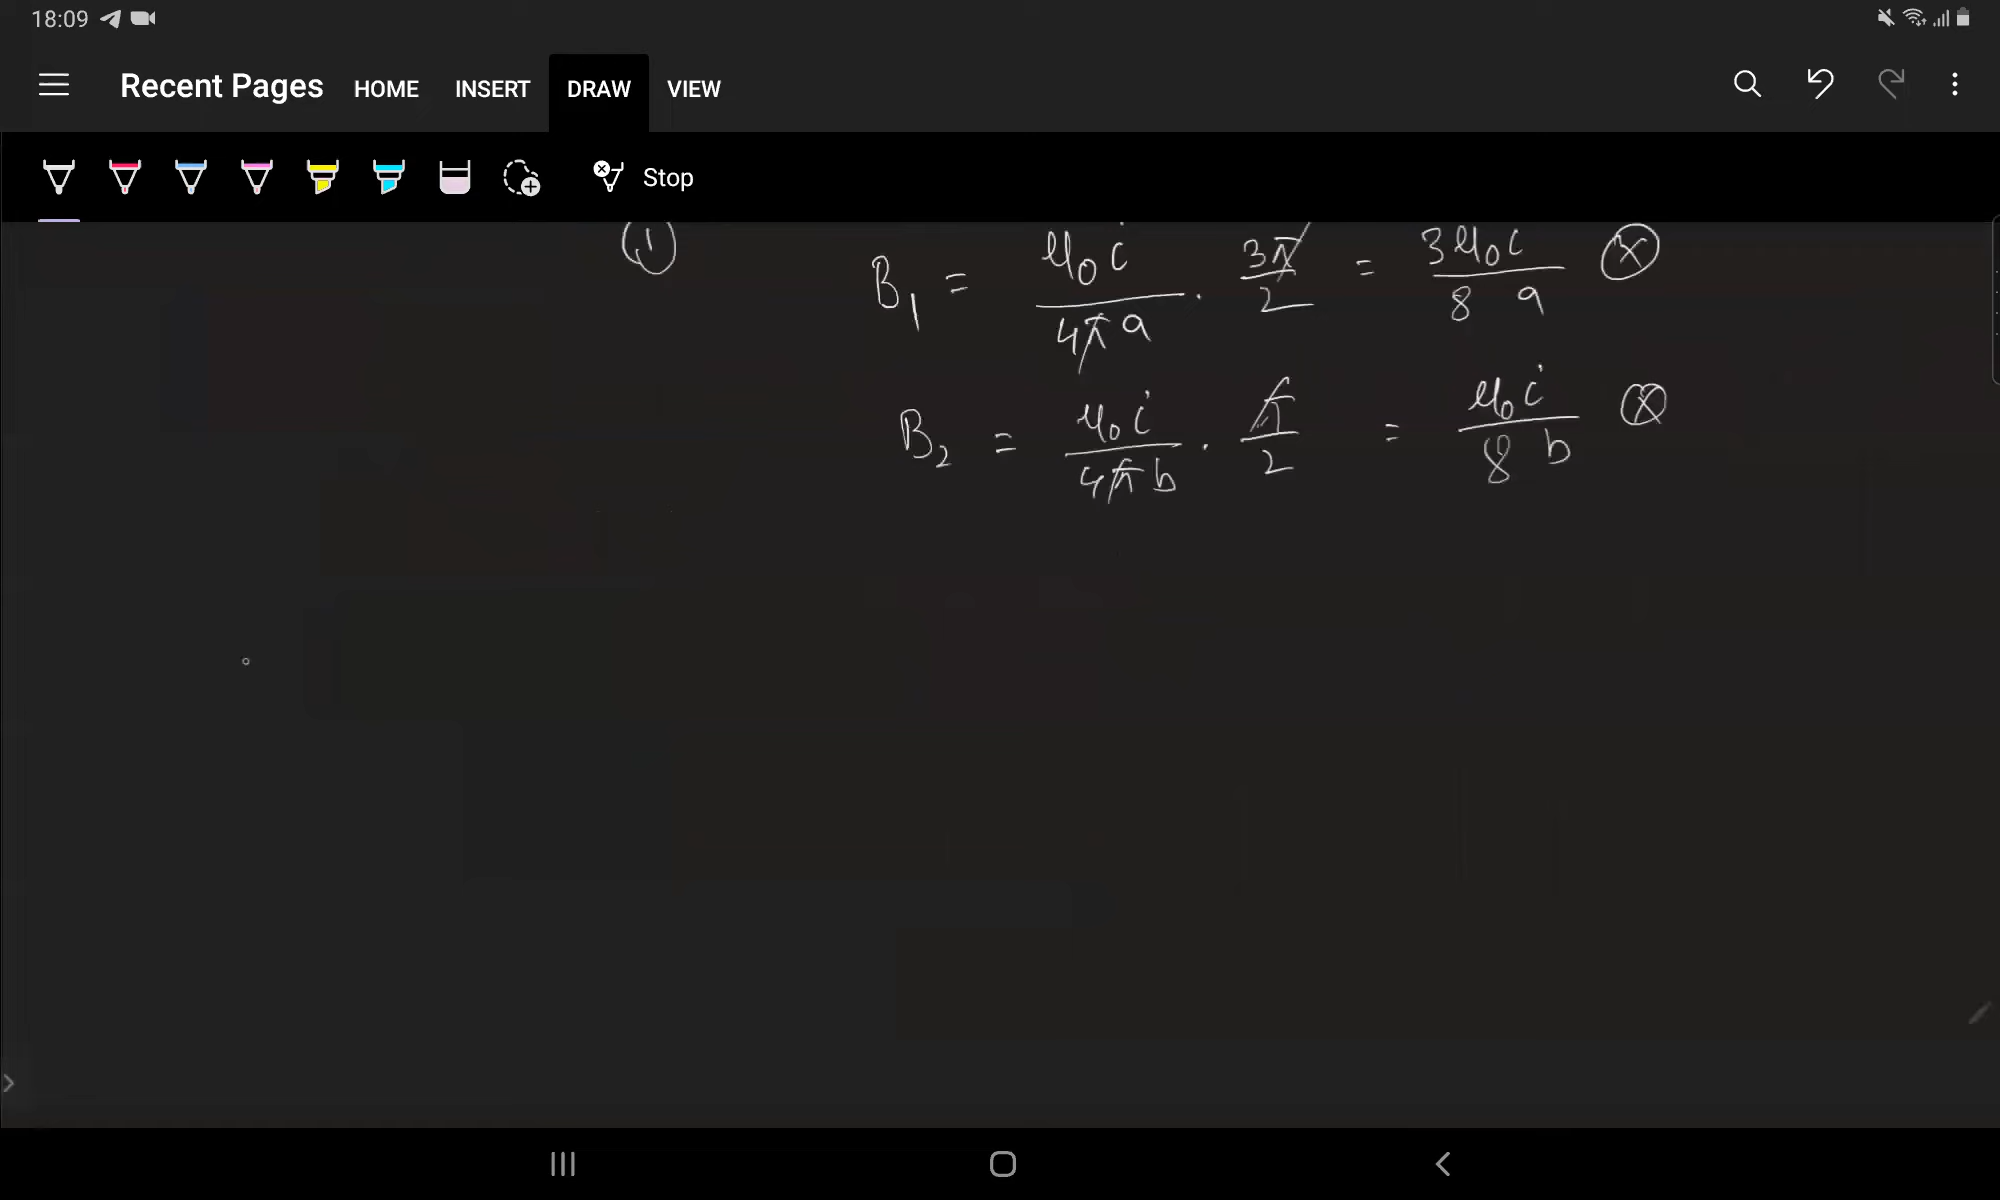 18:09
Recent Pages HOME INSERT DRAW VIEW
Stop
① B₁ = μ₀i / 4πa · 3π/2 = 3μ₀i / 8a ⊗
B₂ = μ₀i / 4πb · π/2 = μ₀i / 8b ⊗